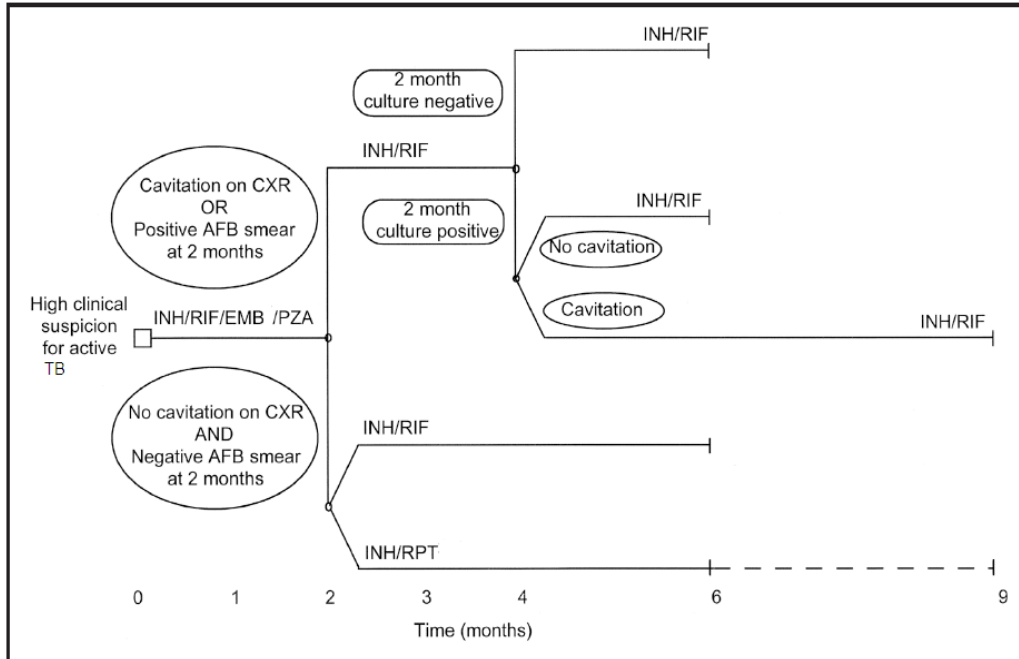 INH/RIF
2 month
culture negative
INH/RIF
Cavitation on CXR
OR
Positive AFB smear
at 2 months
2 month
culture positive
INH/RIF
No cavitation
High clinical
suspicion
for active
TB
INH/RIF/EMB /PZA
Cavitation
INH/RIF
No cavitation on CXR
AND
Negative AFB smear
at 2 months
INH/RIF
INH/RPT
0 1 2 3 4 6 9
Time (months)